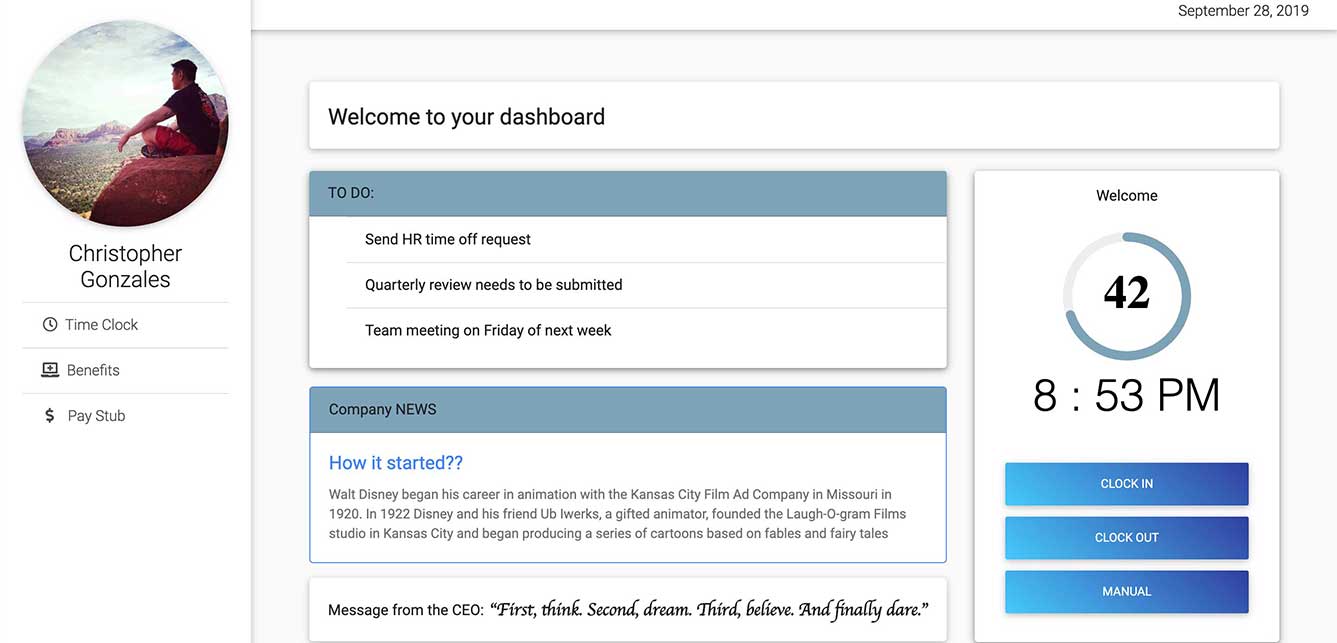 September 28, 2019
Christopher
Gonzales
Time Clock
Benefits
Pay Stub
Welcome to your dashboard
TO DO:
Send HR time off request
Quarterly review needs to be submitted
Team meeting on Friday of next week
Company NEWS
How it started??
Walt Disney began his career in animation with the Kansas City Film Ad Company in Missouri in
1920. In 1922 Disney and his friend Ub Iwerks, a gifted animator, founded the Laugh-O-gram Films
studio in Kansas City and began producing a series of cartoons based on fables and fairy tales
Message from the CEO: “First, think. Second, dream. Third, believe. And finally dare.”
Welcome
42
8 : 53 PM
CLOCK IN
CLOCK OUT
MANUAL